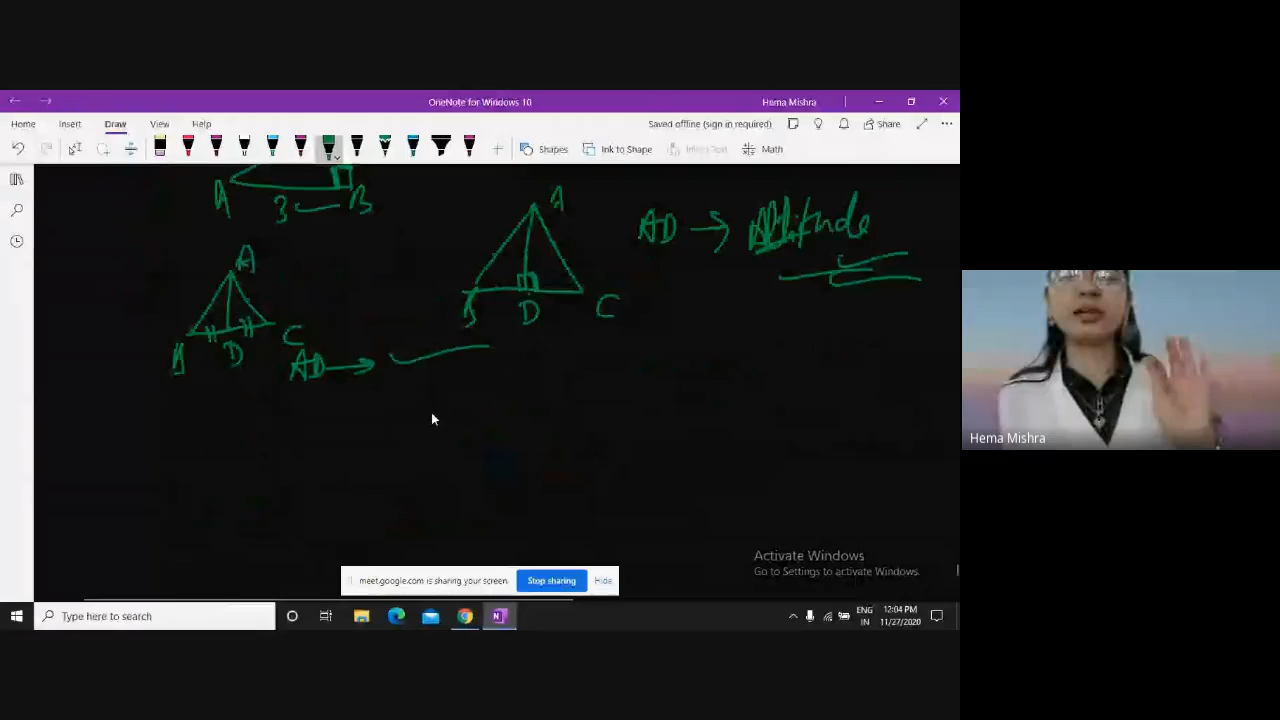 OneNote for Windows 10
Hema Mishra
Home Insert Draw View Help
Saved offline (sign in required)
Share
Shapes
Ink to Shape
Ink to Text
Math
A 3 B
A
B D C
AD → Altitude
A
B D C
AD →
Hema Mishra
Activate Windows
Go to Settings to activate Windows.
meet.google.com is sharing your screen.
Stop sharing
Hide
Type here to search
ENG
IN
12:04 PM
11/27/2020